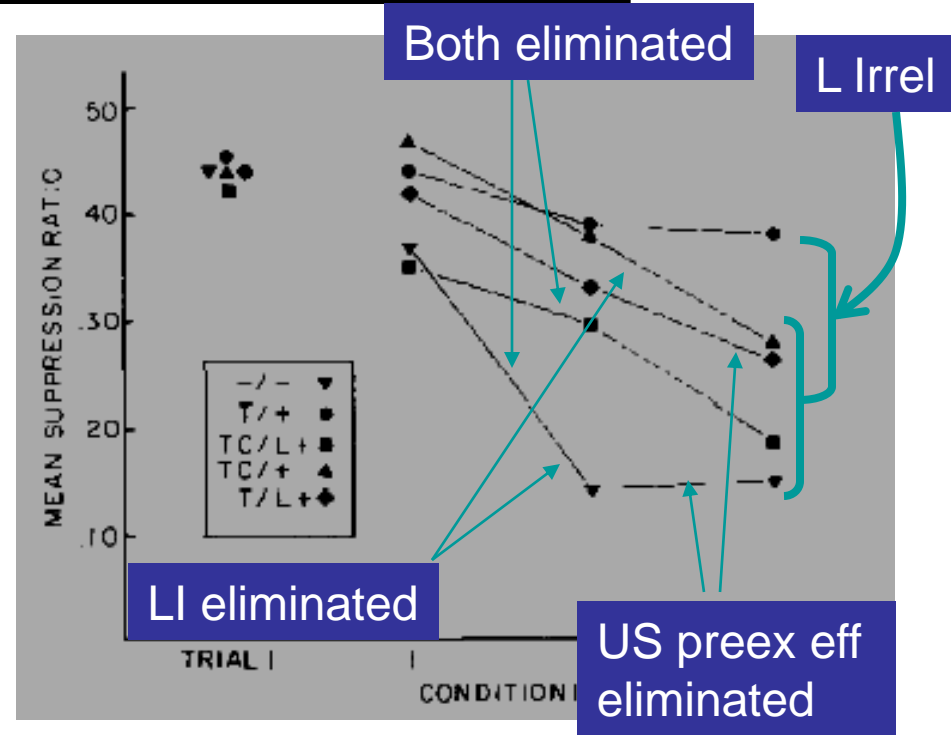 Both eliminated
L Irrel
MEAN SUPPRESSION RATIO
50
40
.30
20
.10
-/-
T/+
TC/L+
TC/+
T/L+
LI eliminated
US preex eff
eliminated
TRIAL I
I
CONDITION